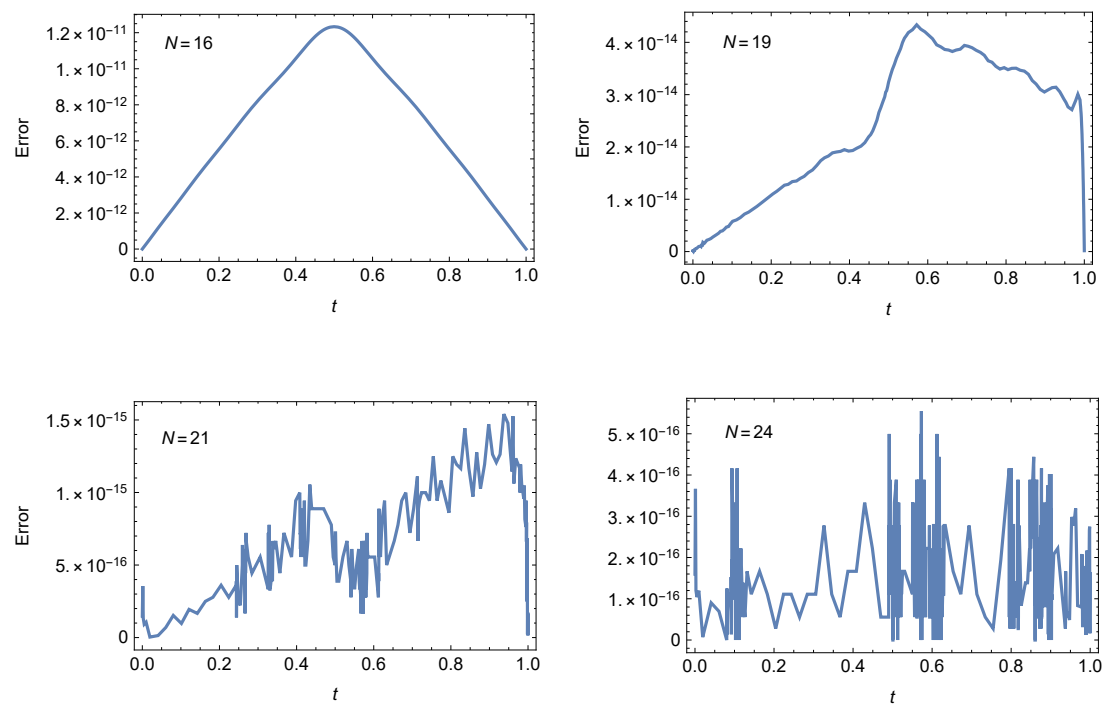 N=16
1.2×10⁻¹¹
1.×10⁻¹¹
8.×10⁻¹²
6.×10⁻¹²
4.×10⁻¹²
2.×10⁻¹²
0
Error
0.0 0.2 0.4 0.6 0.8 1.0
t
N=19
4.×10⁻¹⁴
3.×10⁻¹⁴
2.×10⁻¹⁴
1.×10⁻¹⁴
0
Error
0.0 0.2 0.4 0.6 0.8 1.0
t
N=21
1.5×10⁻¹⁵
1.×10⁻¹⁵
5.×10⁻¹⁶
0
Error
0.0 0.2 0.4 0.6 0.8 1.0
t
N=24
5.×10⁻¹⁶
4.×10⁻¹⁶
3.×10⁻¹⁶
2.×10⁻¹⁶
1.×10⁻¹⁶
0
Error
0.0 0.2 0.4 0.6 0.8 1.0
t